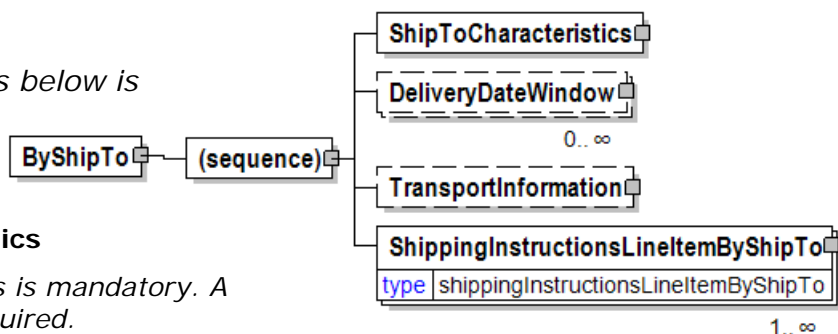 s below is
ByShipTo
(sequence)
ShipToCharacteristics
DeliveryDateWindow
0.. ∞
TransportInformation
ShippingInstructionsLineItemByShipTo
type shippingInstructionsLineItemByShipTo
1.. ∞
ics
s is mandatory. A
uired.